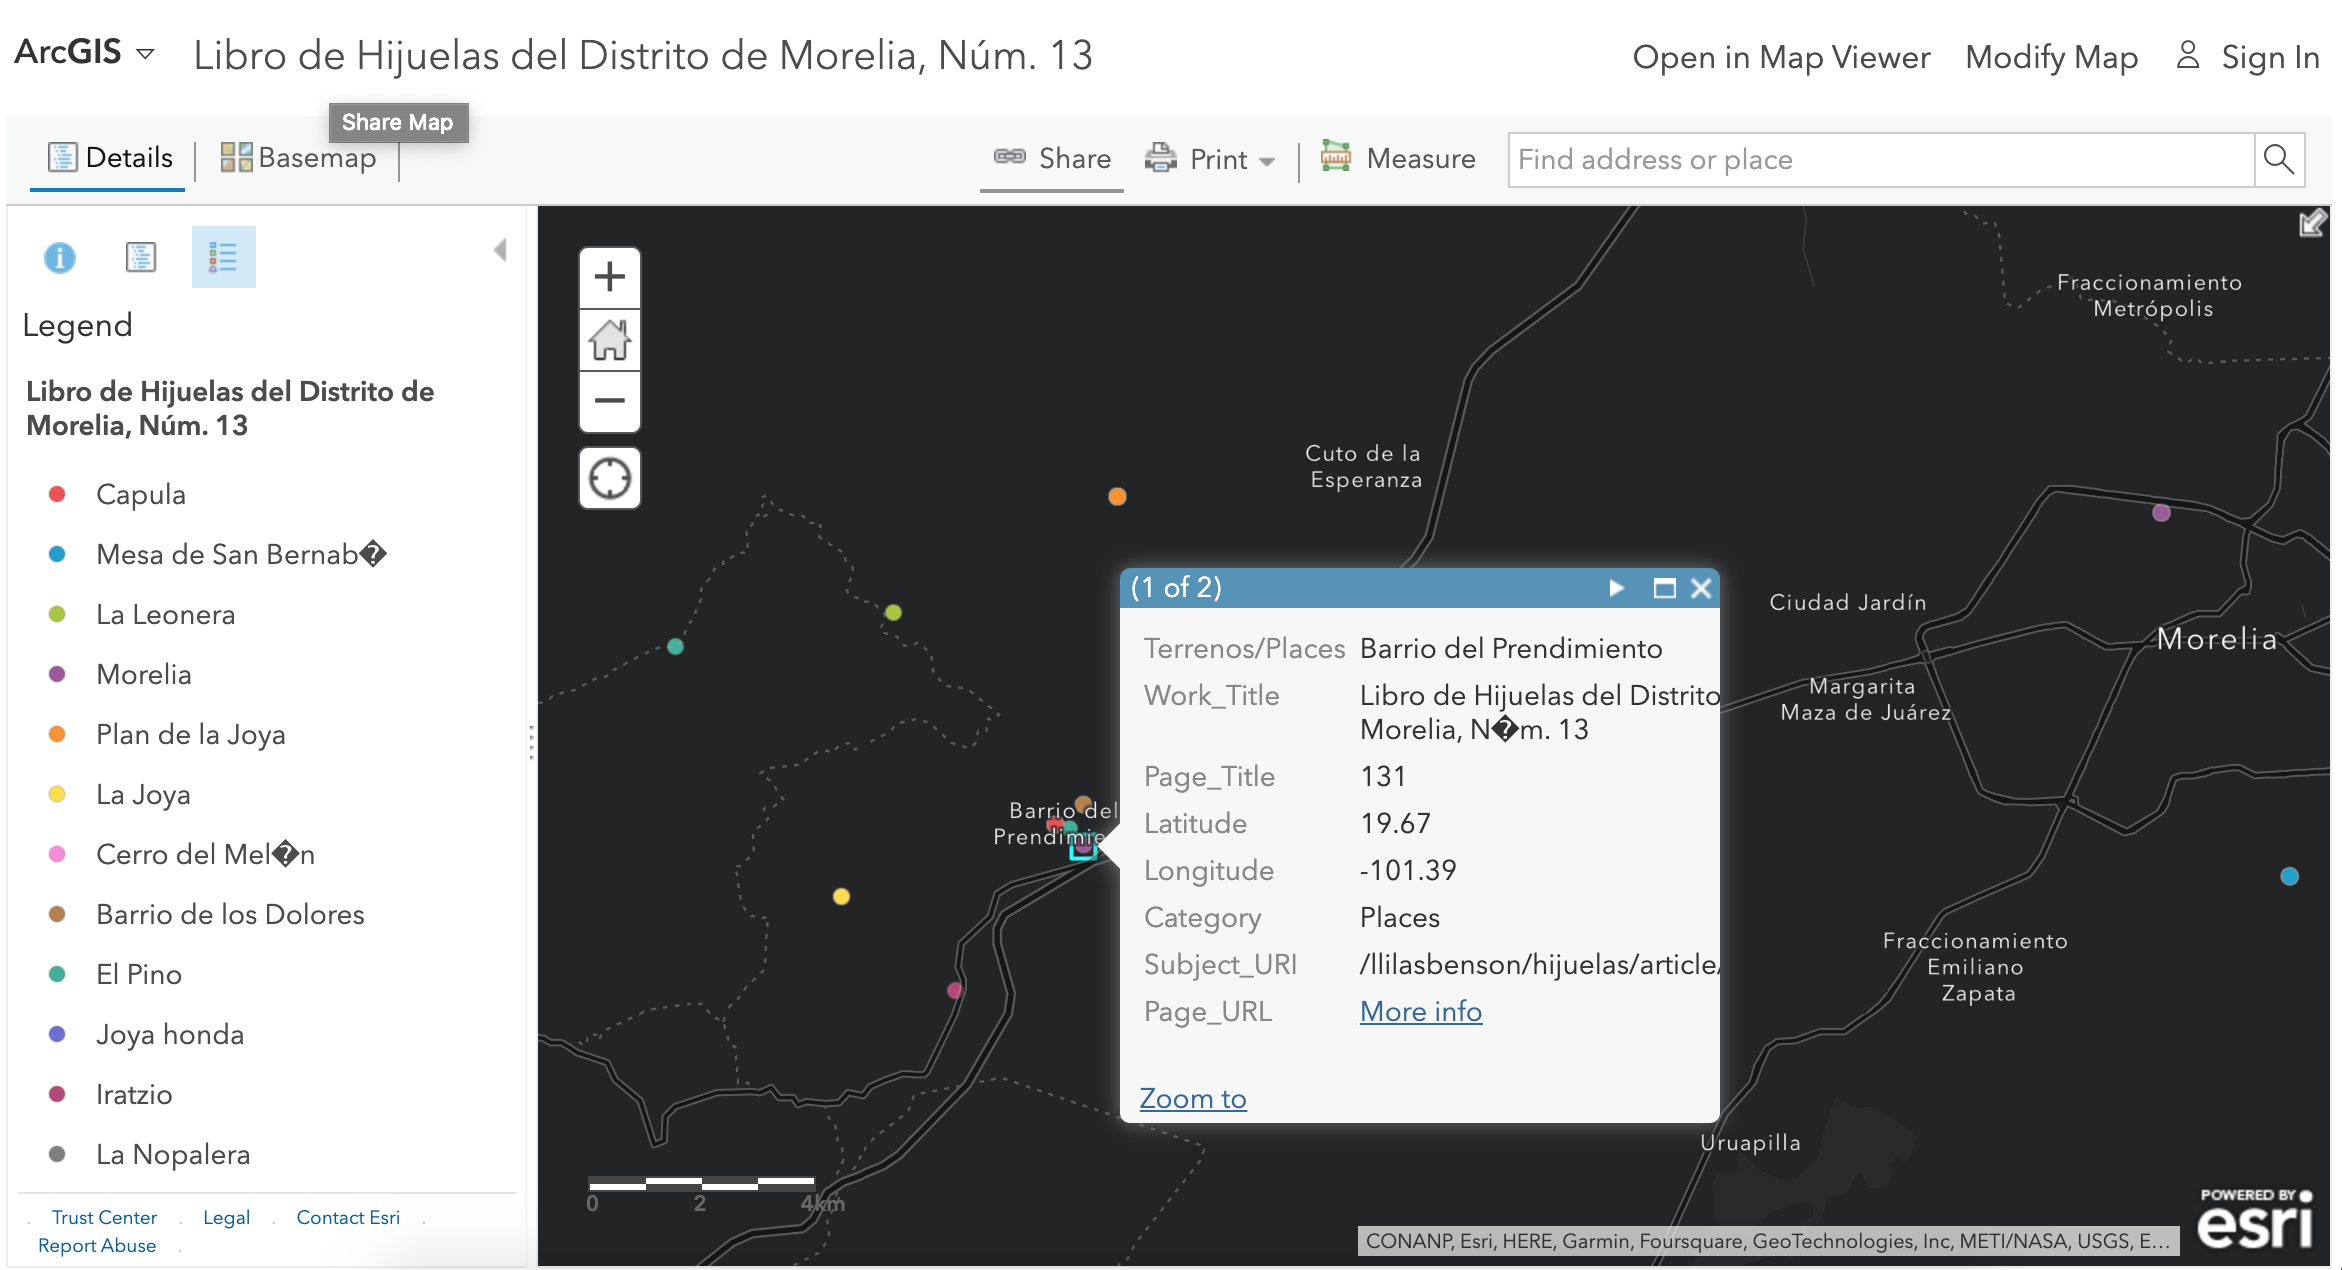 ArcGIS
Libro de Hijuelas del Distrito de Morelia, Núm. 13
Open in Map Viewer
Modify Map
Sign In
Share Map
Details
Basemap
Share
Print
Measure
Find address or place
Legend
Libro de Hijuelas del Distrito de
Morelia, Núm. 13
Capula
Mesa de San Bernab�
La Leonera
Morelia
Plan de la Joya
La Joya
Cerro del Mel�n
Barrio de los Dolores
El Pino
Joya honda
Iratzio
La Nopalera
Trust Center
Legal
Contact Esri
Report Abuse
Fraccionamiento
Metrópolis
Cuto de la
Esperanza
Ciudad Jardín
Morelia
Margarita
Maza de Juárez
Barrio del
Prendimie
Fraccionamiento
Emiliano
Zapata
Uruapilla
(1 of 2)
Terrenos/Places Barrio del Prendimiento
Work_Title Libro de Hijuelas del Distrito
Morelia, N�m. 13
Page_Title 131
Latitude 19.67
Longitude -101.39
Category Places
Subject_URI /llilasbenson/hijuelas/article/
Page_URL More info
Zoom to
0 2 4km
CONANP, Esri, HERE, Garmin, Foursquare, GeoTechnologies, Inc, METI/NASA, USGS, E...
POWERED BY
esri